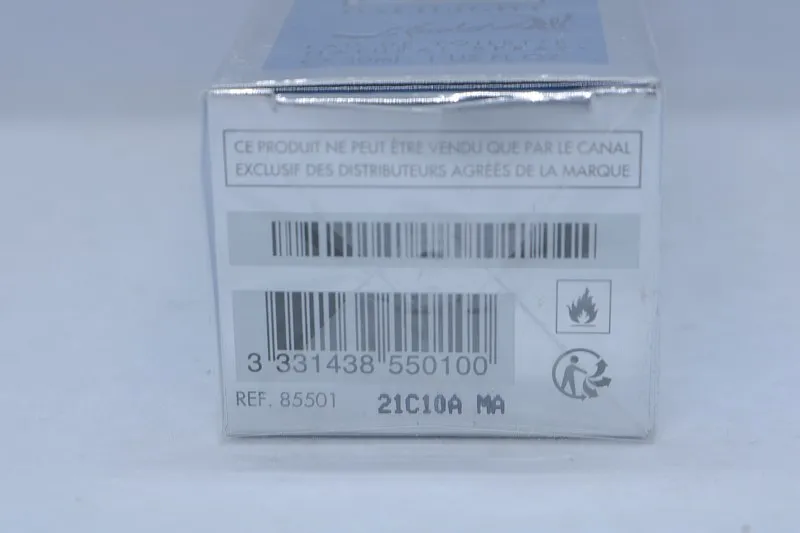 CE PRODUIT NE PEUT ÊTRE VENDU QUE PAR LE CANAL
EXCLUSIF DES DISTRIBUTEURS AGRÉÉS DE LA MARQUE
3 331438 550100
REF. 85501 21C10A MA